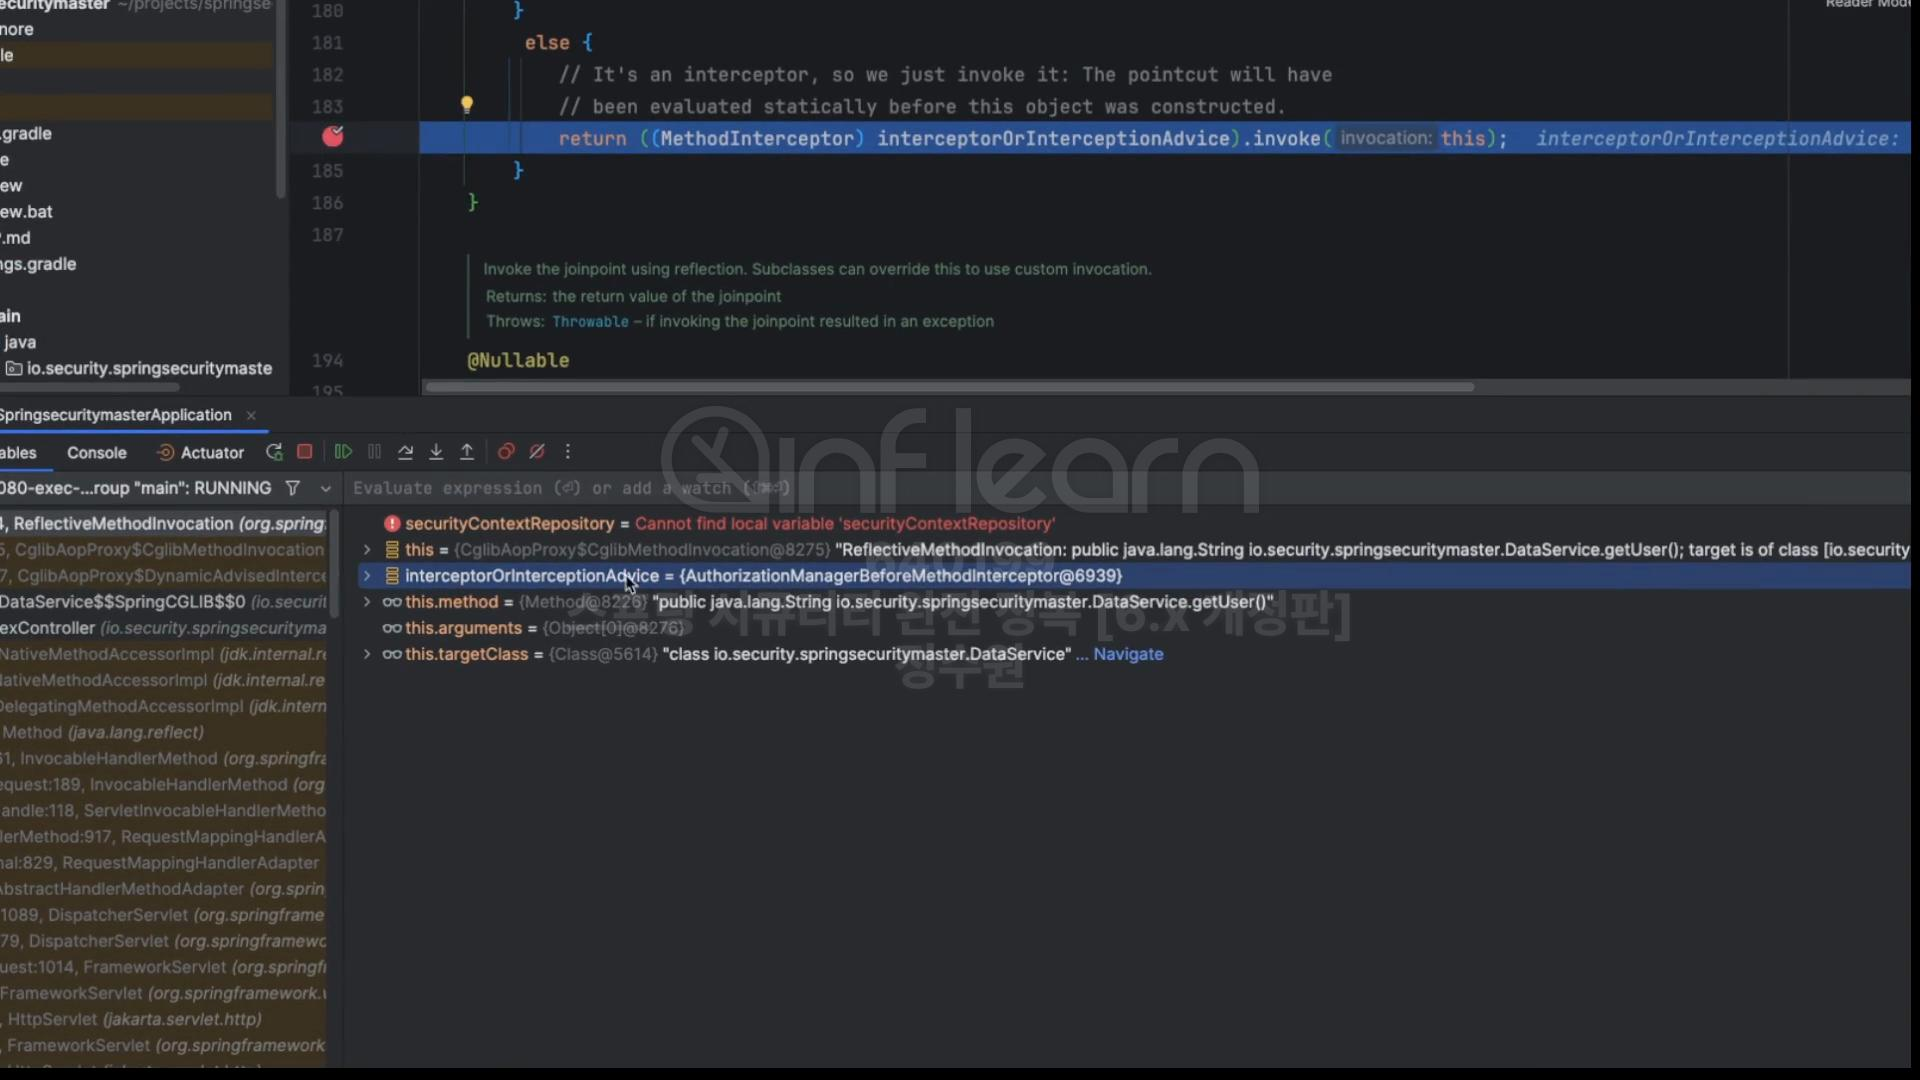 ecuritymaster ~/projects/springse
nore
le
.gradle
e
ew
ew.bat
.md
ngs.gradle
ain
java
io.security.springsecuritymaste
Reader Mode
180 }
181 else {
182 // It's an interceptor, so we just invoke it: The pointcut will have
183 // been evaluated statically before this object was constructed.
return ((MethodInterceptor) interceptorOrInterceptionAdvice).invoke( invocation: this); interceptorOrInterceptionAdvice:
185 }
186 }
187
Invoke the joinpoint using reflection. Subclasses can override this to use custom invocation.
Returns: the return value of the joinpoint
Throws: Throwable – if invoking the joinpoint resulted in an exception
194 @Nullable
195
SpringsecuritymasterApplication
ables Console Actuator
080-exec-...roup "main": RUNNING
Evaluate expression (⏎) or add a watch (⇧⌘⏎)
4, ReflectiveMethodInvocation (org.spring
5, CglibAopProxy$CglibMethodInvocation
7, CglibAopProxy$DynamicAdvisedInterce
DataService$$SpringCGLIB$$0 (io.securit
exController (io.security.springsecurityma
NativeMethodAccessorImpl (jdk.internal.re
NativeMethodAccessorImpl (jdk.internal.re
DelegatingMethodAccessorImpl (jdk.intern
Method (java.lang.reflect)
61, InvocableHandlerMethod (org.springfra
equest:189, InvocableHandlerMethod (org
andle:118, ServletInvocableHandlerMetho
lerMethod:917, RequestMappingHandlerA
nal:829, RequestMappingHandlerAdapter
AbstractHandlerMethodAdapter (org.sprin
1089, DispatcherServlet (org.springframe
79, DispatcherServlet (org.springframewo
uest:1014, FrameworkServlet (org.springfr
FrameworkServlet (org.springframework.
, HttpServlet (jakarta.servlet.http)
, FrameworkServlet (org.springframework
securityContextRepository = Cannot find local variable 'securityContextRepository'
this = {CglibAopProxy$CglibMethodInvocation@8275} "ReflectiveMethodInvocation: public java.lang.String io.security.springsecuritymaster.DataService.getUser(); target is of class [io.security
interceptorOrInterceptionAdvice = {AuthorizationManagerBeforeMethodInterceptor@6939}
this.method = {Method@8226} "public java.lang.String io.security.springsecuritymaster.DataService.getUser()"
this.arguments = {Object[0]@8276}
this.targetClass = {Class@5614} "class io.security.springsecuritymaster.DataService" ... Navigate
inflearn
640199
시큐리티 완전 정복 [6.x 개정판]
정수원